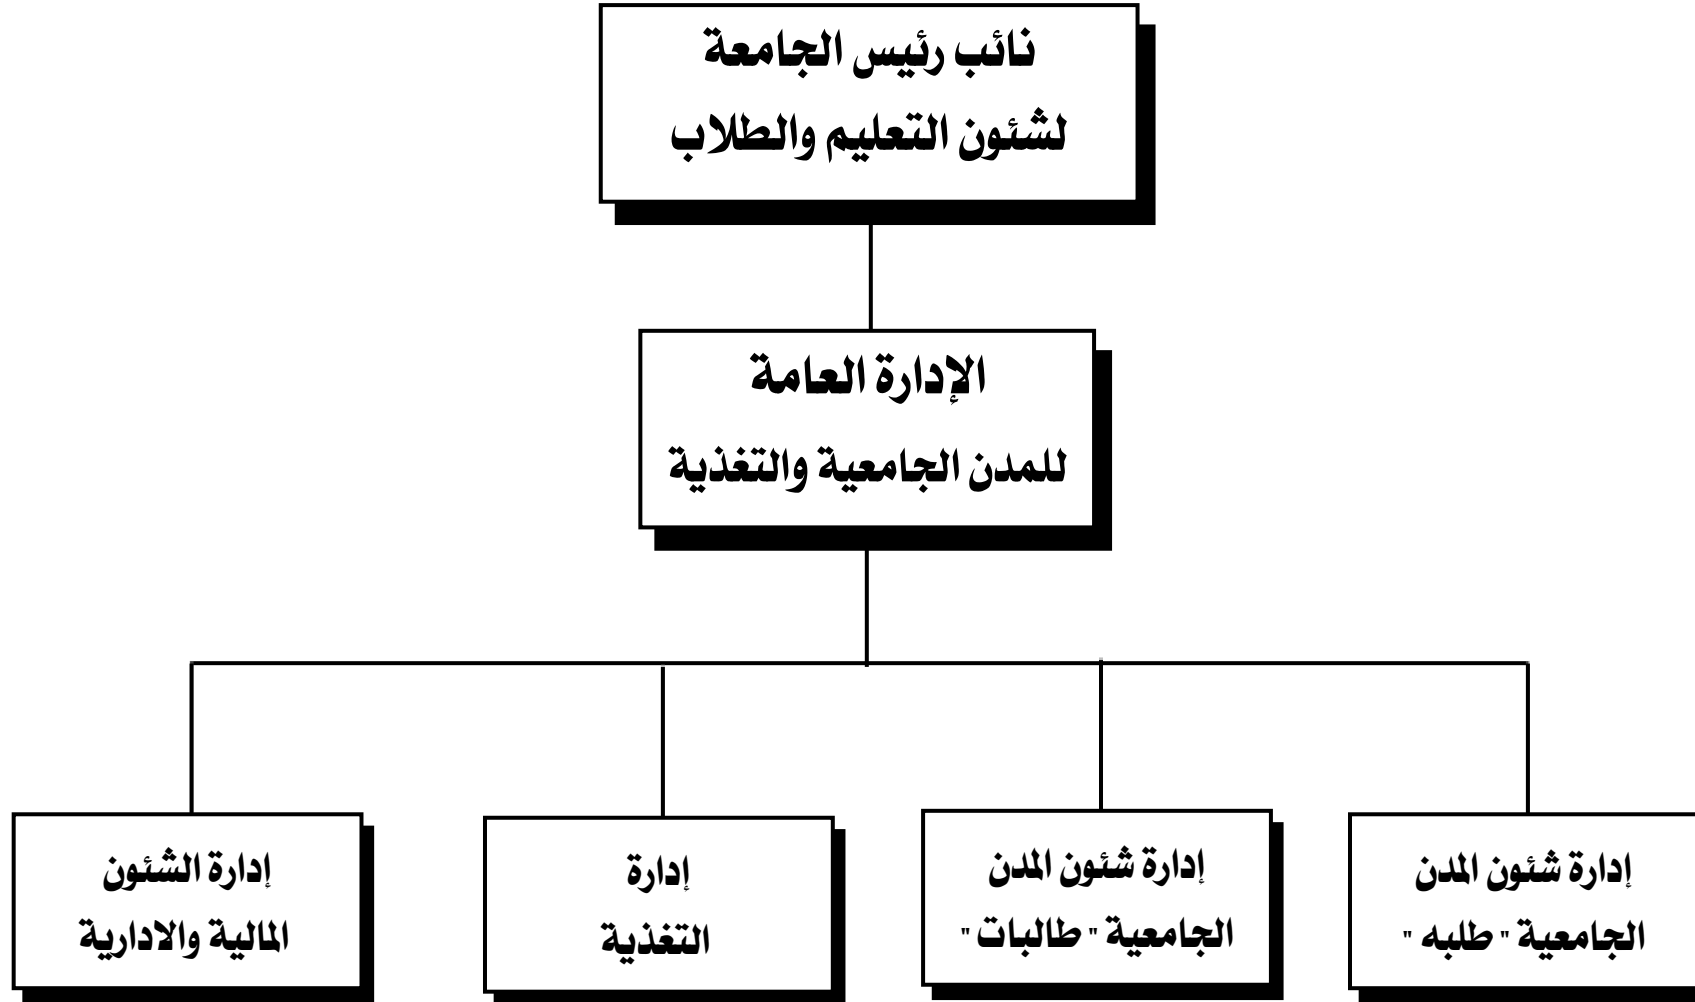 نائب رئيس الجامعة
لشئون التعليم والطلاب
الإدارة العامة
للمدن الجامعية والتغذية
إدارة شئون المدن
الجامعية " طلبه "
إدارة شئون المدن
الجامعية " طالبات "
إدارة
التغذية
إدارة الشئون
المالية والادارية